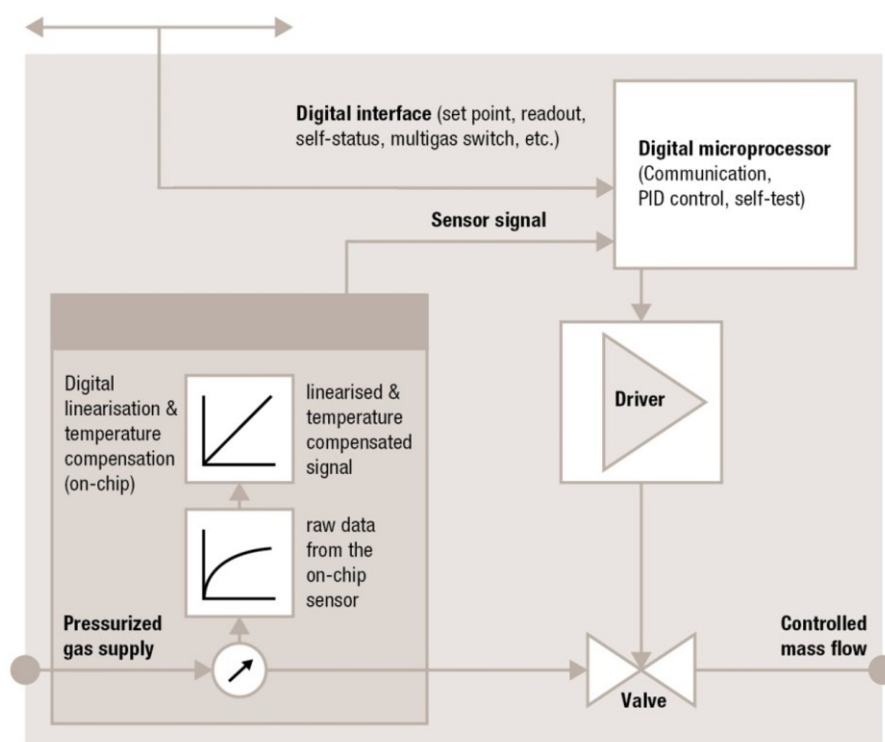 Digital interface (set point, readout,
self-status, multigas switch, etc.)
Digital microprocessor
(Communication,
PID control, self-test)
Sensor signal
Digital
linearisation &
temperature
compensation
(on-chip)
linearised &
temperature
compensated
signal
Driver
raw data
from the
on-chip
sensor
Pressurized
gas supply
Controlled
mass flow
Valve